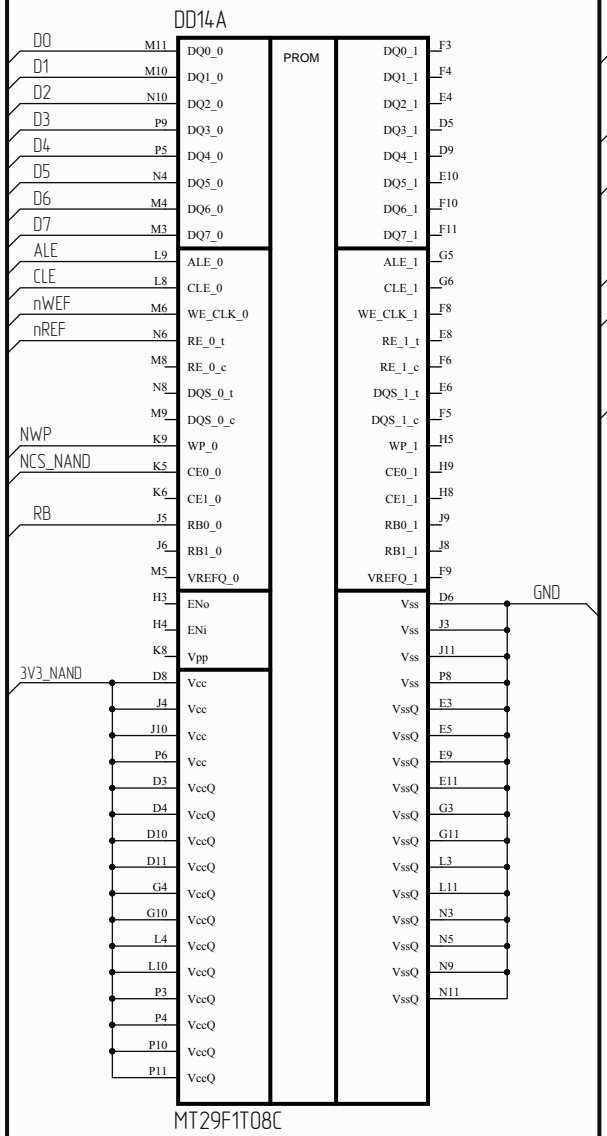 DD14A
PROM
D0 M11 DQ0_0 DQ0_1 F3
D1 M10 DQ1_0 DQ1_1 F4
D2 N10 DQ2_0 DQ2_1 E4
D3 P9 DQ3_0 DQ3_1 D5
D4 P5 DQ4_0 DQ4_1 D9
D5 N4 DQ5_0 DQ5_1 E10
D6 M4 DQ6_0 DQ6_1 F10
D7 M3 DQ7_0 DQ7_1 F11
ALE L9 ALE_0 ALE_1 G5
CLE L8 CLE_0 CLE_1 G6
nWEF M6 WE_CLK_0 WE_CLK_1 F8
nREF N6 RE_0_t RE_1_t E8
M8 RE_0_c RE_1_c F6
N8 DQS_0_t DQS_1_t E6
M9 DQS_0_c DQS_1_c F5
NWP K9 WP_0 WP_1 H5
NCS_NAND K5 CE0_0 CE0_1 H9
K6 CE1_0 CE1_1 H8
RB J5 RB0_0 RB0_1 J9
J6 RB1_0 RB1_1 J8
M5 VREFQ_0 VREFQ_1 F9
H3 ENo Vss D6 GND
H4 ENi Vss J3
K8 Vpp Vss J11
3V3_NAND D8 Vcc Vss P8
J4 Vcc VssQ E3
J10 Vcc VssQ E5
P6 Vcc VssQ E9
D3 VccQ VssQ E11
D4 VccQ VssQ G3
D10 VccQ VssQ G11
D11 VccQ VssQ L3
G4 VccQ VssQ L11
G10 VccQ VssQ N3
L4 VccQ VssQ N5
L10 VccQ VssQ N9
P3 VccQ VssQ N11
P4 VccQ
P10 VccQ
P11 VccQ
MT29F1T08C